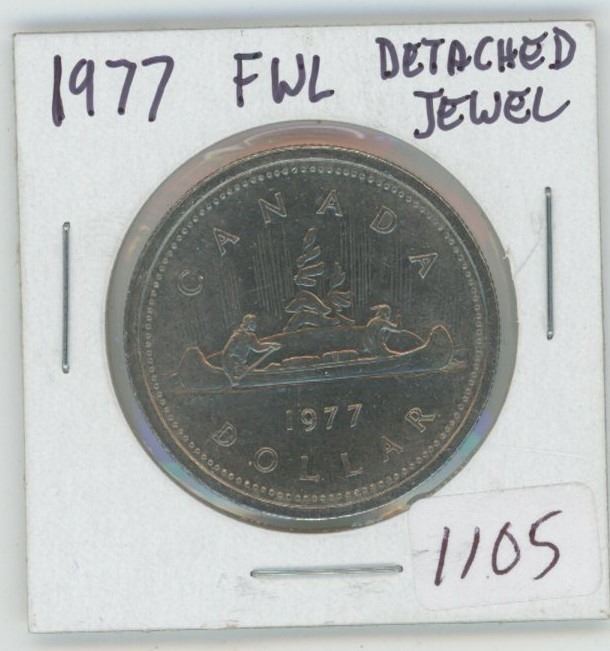 1977 FWL DETACHED
JEWEL
CANADA
1977
DOLLAR
1105